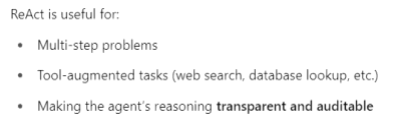 ReAct is useful for:
• Multi-step problems
• Tool-augmented tasks (web search, database lookup, etc.)
• Making the agent's reasoning transparent and auditable